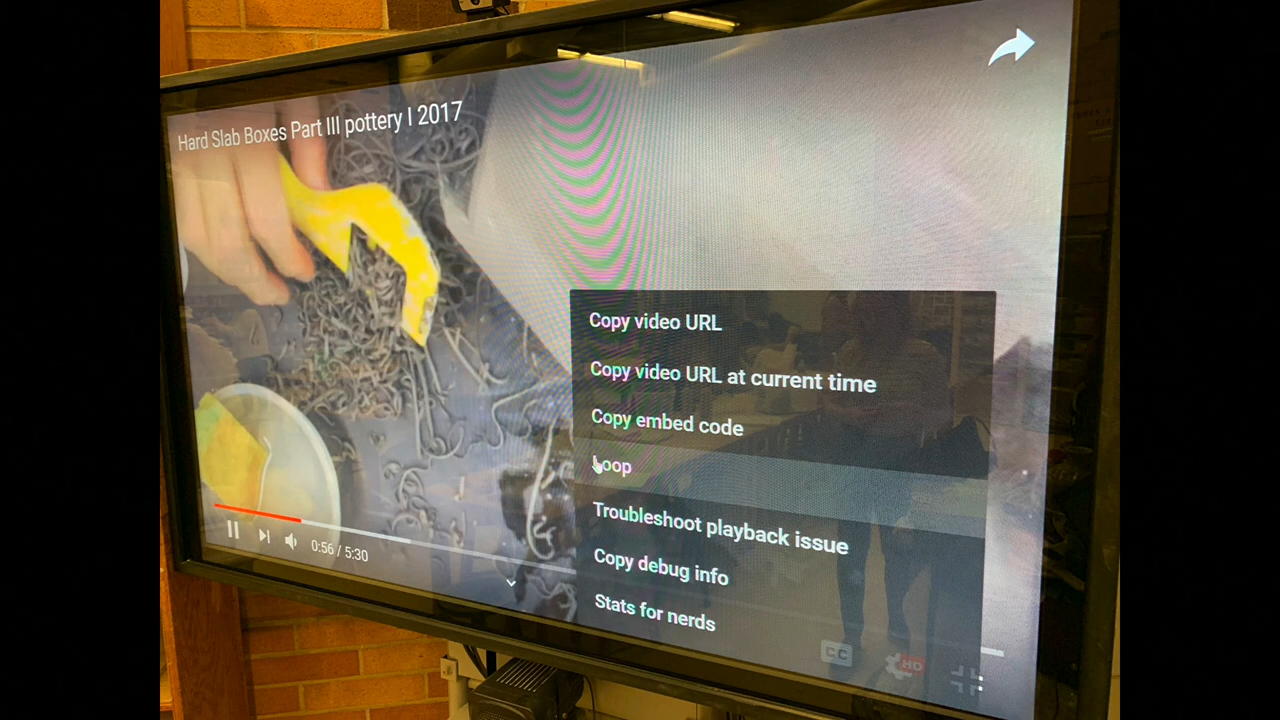 Hard Slab Boxes Part III pottery I 2017
Copy video URL
Copy video URL at current time
Copy embed code
Loop
Troubleshoot playback issue
Copy debug info
Stats for nerds
0:56 / 5:30
CC
HD